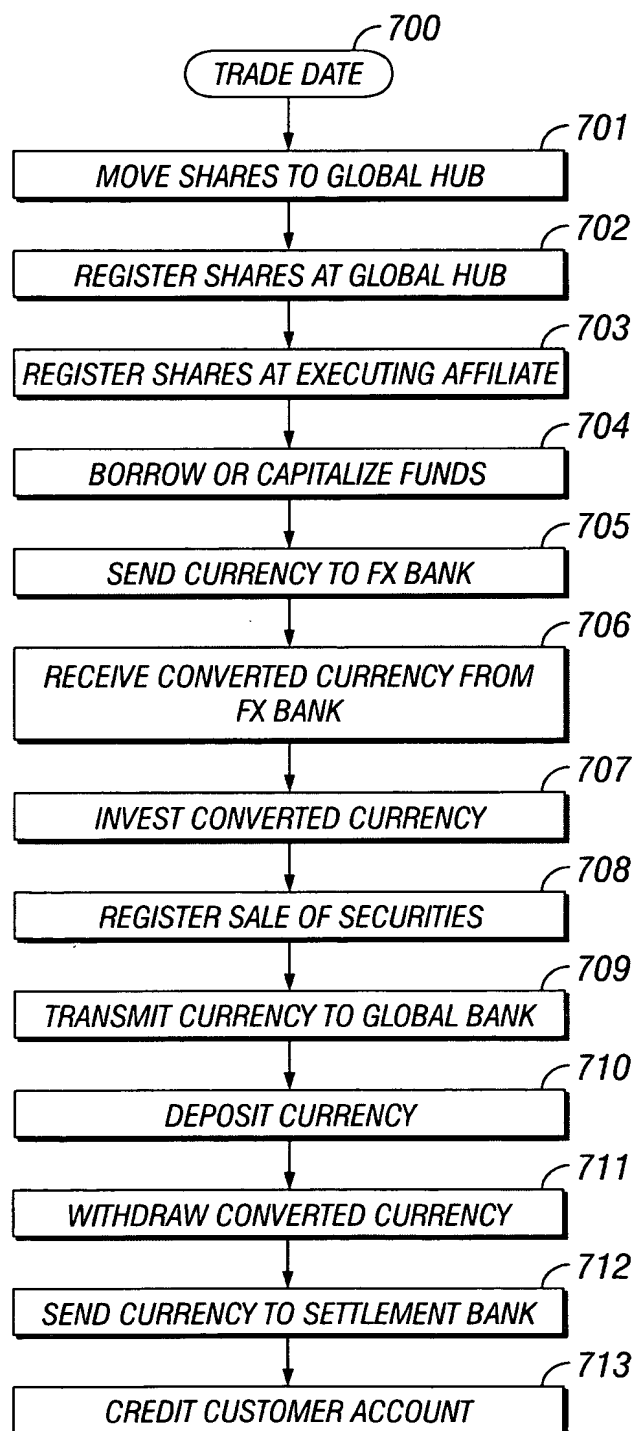 700
TRADE DATE
701
MOVE SHARES TO GLOBAL HUB
702
REGISTER SHARES AT GLOBAL HUB
703
REGISTER SHARES AT EXECUTING AFFILIATE
704
BORROW OR CAPITALIZE FUNDS
705
SEND CURRENCY TO FX BANK
706
RECEIVE CONVERTED CURRENCY FROM
FX BANK
707
INVEST CONVERTED CURRENCY
708
REGISTER SALE OF SECURITIES
709
TRANSMIT CURRENCY TO GLOBAL BANK
710
DEPOSIT CURRENCY
711
WITHDRAW CONVERTED CURRENCY
712
SEND CURRENCY TO SETTLEMENT BANK
713
CREDIT CUSTOMER ACCOUNT